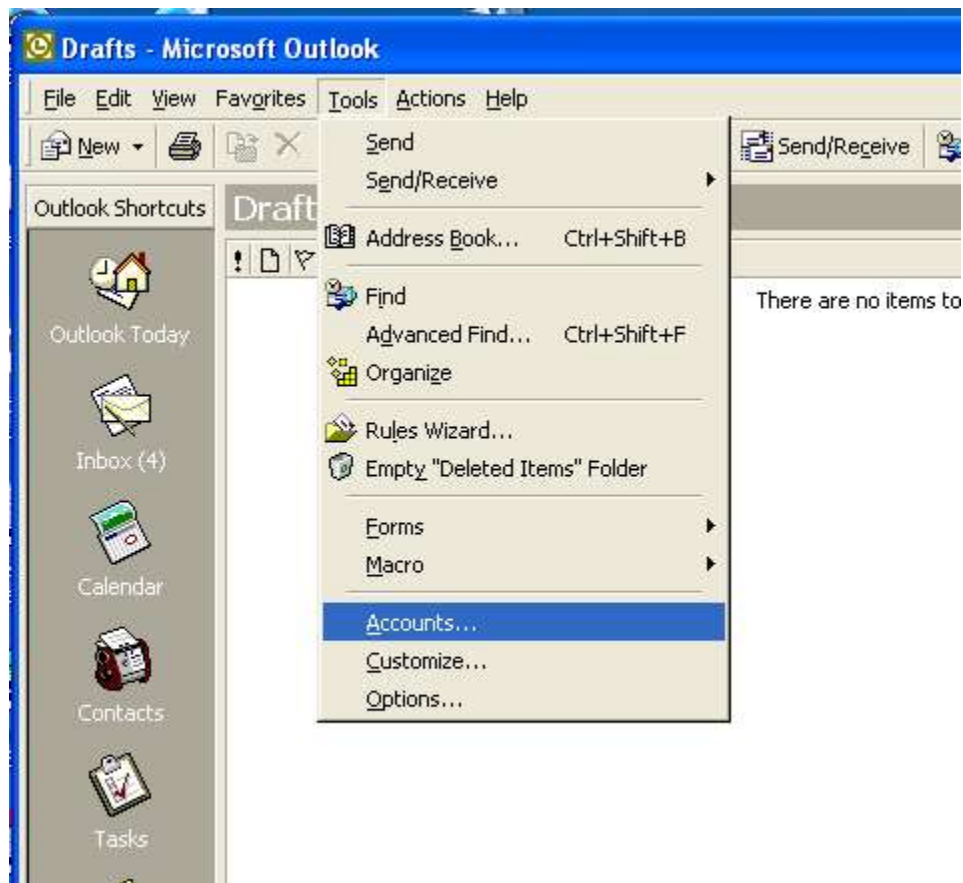 Drafts - Microsoft Outlook
File Edit View Favorites Tools Actions Help
New Send/Receive
Outlook Shortcuts
Draft
!
There are no items to
Outlook Today
Inbox (4)
Calendar
Contacts
Tasks
Send
Send/Receive
Address Book... Ctrl+Shift+B
Find
Advanced Find... Ctrl+Shift+F
Organize
Rules Wizard...
Empty "Deleted Items" Folder
Forms
Macro
Accounts...
Customize...
Options...